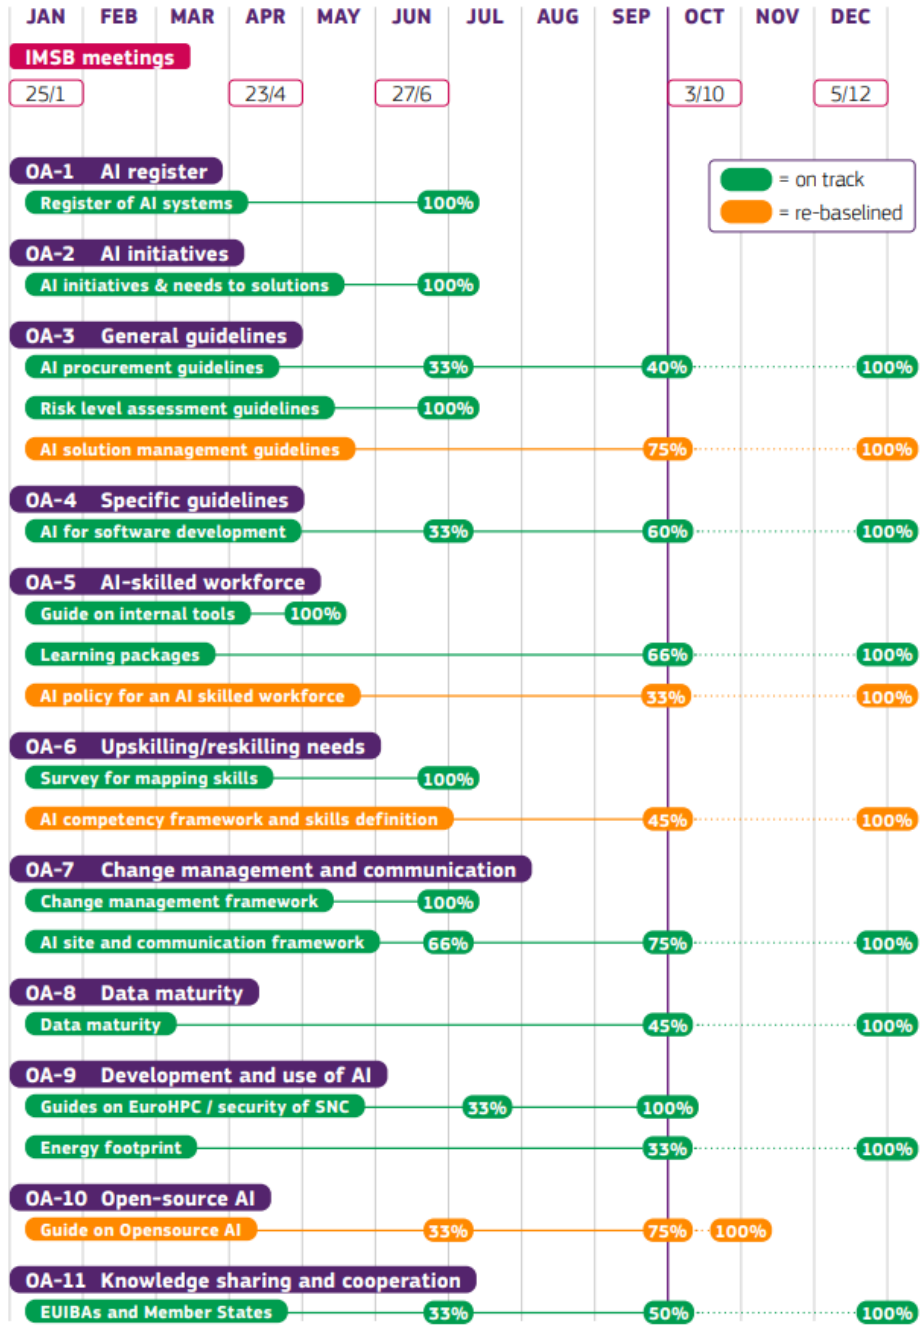 JAN FEB MAR APR MAY JUN JUL AUG SEP OCT NOV DEC
IMSB meetings
25/1 23/4 27/6 3/10 5/12
OA-1 AI register
= on track
Register of AI systems 100%
= re-baselined
OA-2 AI initiatives
AI initiatives & needs to solutions 100%
OA-3 General guidelines
AI procurement guidelines 33% 40% 100%
Risk level assessment guidelines 100%
AI solution management guidelines 75% 100%
OA-4 Specific guidelines
AI for software development 33% 60% 100%
OA-5 AI-skilled workforce
Guide on internal tools 100%
Learning packages 66% 100%
AI policy for an AI skilled workforce 33% 100%
OA-6 Upskilling/reskilling needs
Survey for mapping skills 100%
AI competency framework and skills definition 45% 100%
OA-7 Change management and communication
Change management framework 100%
AI site and communication framework 66% 75% 100%
OA-8 Data maturity
Data maturity 45% 100%
OA-9 Development and use of AI
Guides on EuroHPC / security of SNC 33% 100%
Energy footprint 33% 100%
OA-10 Open-source AI
Guide on Opensource AI 33% 75% 100%
OA-11 Knowledge sharing and cooperation
EUIBAs and Member States 33% 50% 100%